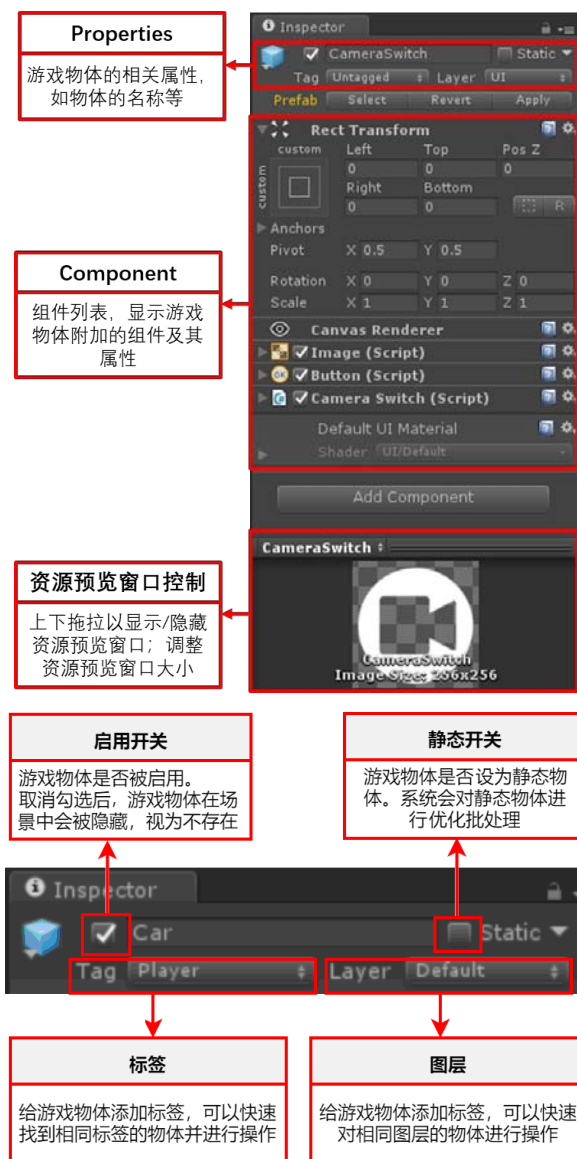 Properties
游戏物体的相关属性，
如物体的名称等
Inspector
CameraSwitch
Static
Tag Untagged Layer UI
Prefab Select Revert Apply
Rect Transform
custom Left Top Pos Z
custom
0 0 0
Right Bottom
0 0 R
Anchors
Pivot X 0.5 Y 0.5
Rotation X 0 Y 0 Z 0
Scale X 1 Y 1 Z 1
Component
组件列表，显示游戏
物体附加的组件及其
属性
Canvas Renderer
Image (Script)
OK Button (Script)
Camera Switch (Script)
Default UI Material
Shader UI/Default
Add Component
CameraSwitch
CameraSwitch
Image Size: 256x256
资源预览窗口控制
上下拖拉以显示/隐藏
资源预览窗口；调整
资源预览窗口大小
启用开关
游戏物体是否被启用。
取消勾选后，游戏物体在场
景中会被隐藏，视为不存在
静态开关
游戏物体是否设为静态物
体。系统会对静态物体进
行优化批处理
Inspector
Car Static
Tag Player Layer Default
标签
给游戏物体添加标签，可以快速
找到相同标签的物体并进行操作
图层
给游戏物体添加标签，可以快速
对相同图层的物体进行操作